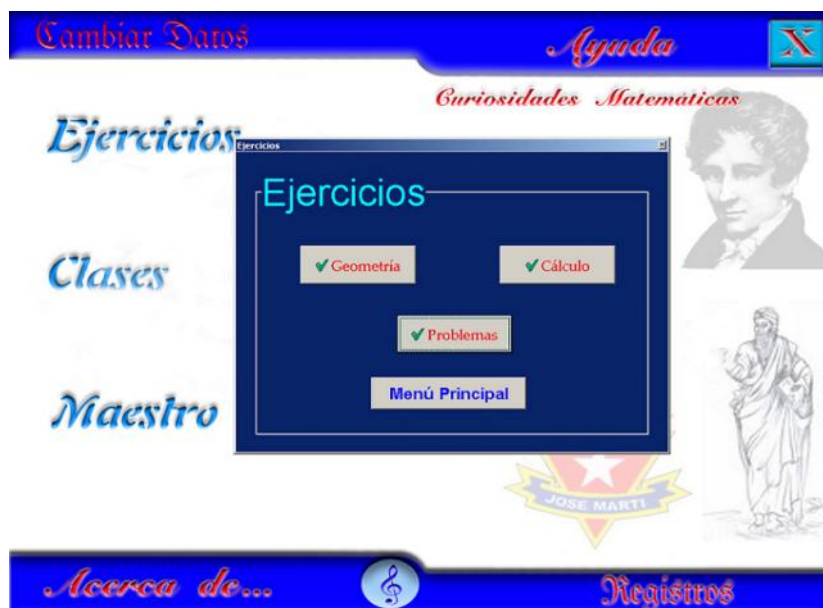 Cambiar Datos
Ayuda
X
Curiosidades Matemáticas
Ejercicios
Ejercicios
Ejercicios
Geometría
Cálculo
Clases
Problemas
Menú Principal
Maestro
JOSE MARTI
Acerca de...
Registros